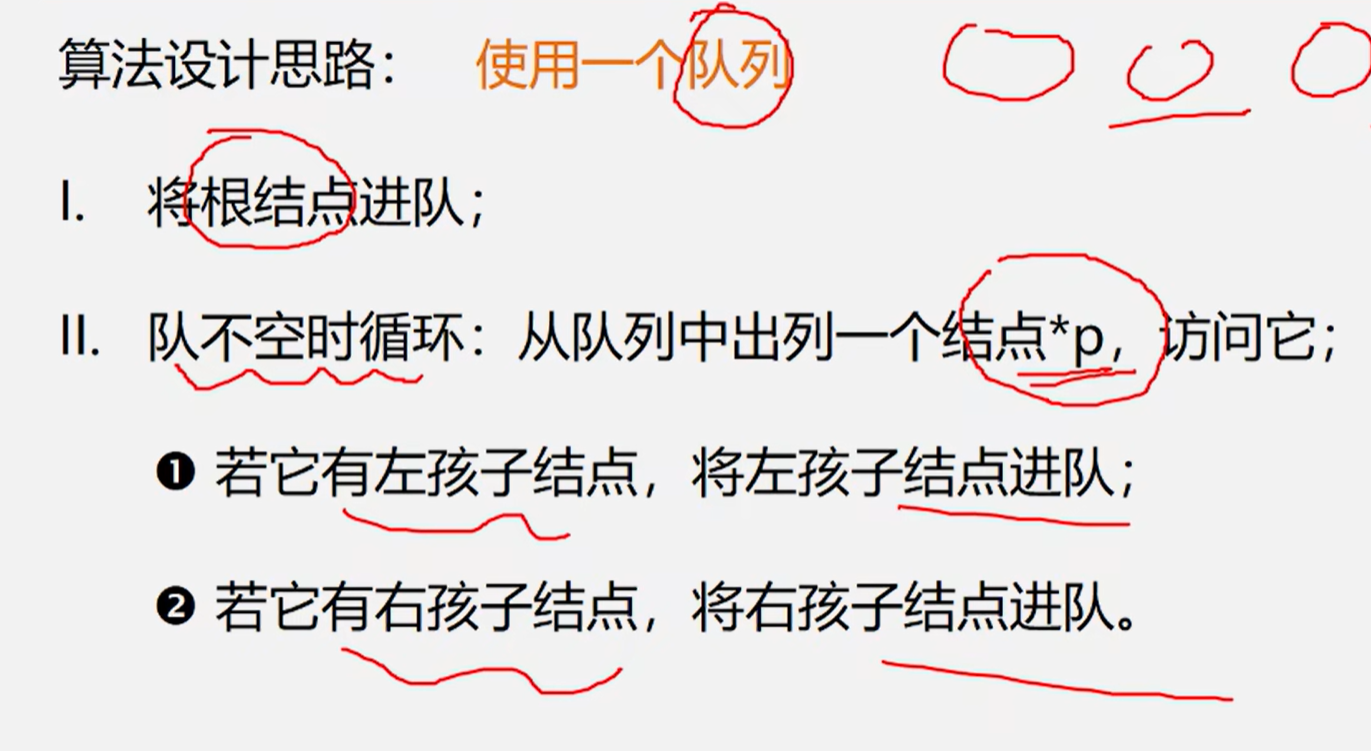 算法设计思路： 使用一个队列
I. 将根结点进队；
II. 队不空时循环：从队列中出列一个结点*p，访问它；
❶ 若它有左孩子结点，将左孩子结点进队；
❷ 若它有右孩子结点，将右孩子结点进队。